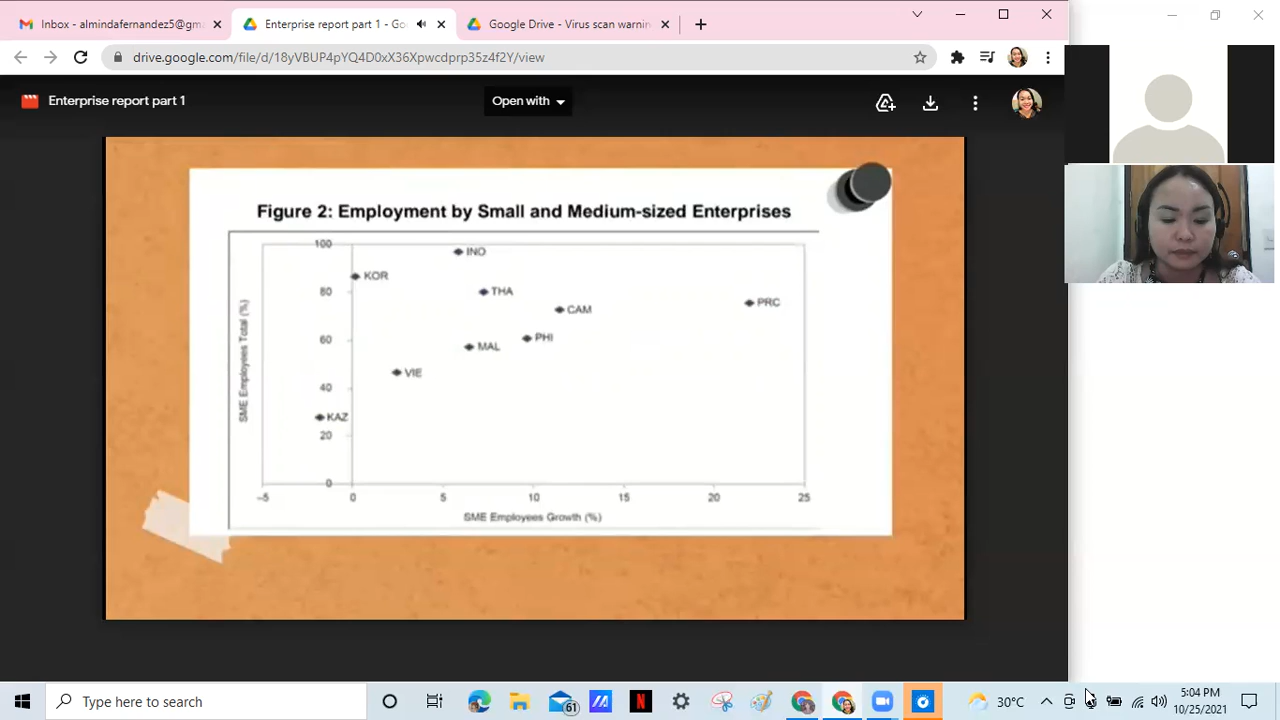 Inbox - almindafernandez5@gma
Enterprise report part 1 - Goo
Google Drive - Virus scan warnin
drive.google.com/file/d/18yVBUP4pYQ4D0xX36Xpwcdprp35z4f2Y/view
Enterprise report part 1
Open with
Figure 2: Employment by Small and Medium-sized Enterprises
SME Employees Total (%)
100
80
60
40
20
0
INO
KOR
THA
CAM
PRC
PHI
MAL
VIE
KAZ
–5
0
5
10
15
20
25
SME Employees Growth (%)
Type here to search
61
N
30°C
5:04 PM
10/25/2021